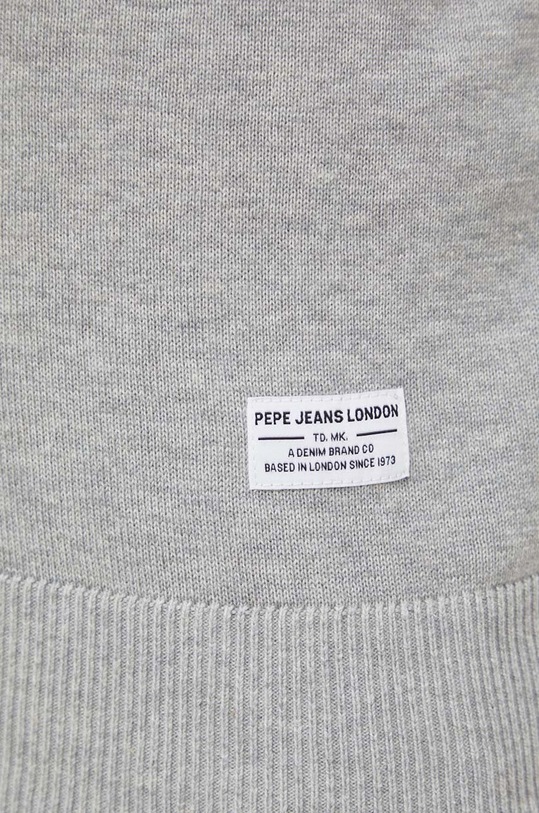 PEPE JEANS LONDON
TD. MK.
A DENIM BRAND CO
BASED IN LONDON SINCE 1973